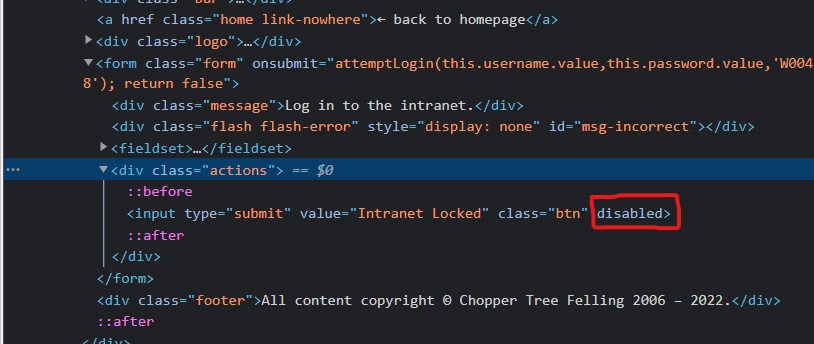 <div class="bar">…</div>
<a href class="home link-nowhere">← back to homepage</a>
<div class="logo">…</div>
<form class="form" onsubmit="attemptLogin(this.username.value,this.password.value,'W004
8'); return false">
<div class="message">Log in to the intranet.</div>
<div class="flash flash-error" style="display: none" id="msg-incorrect"></div>
<fieldset>…</fieldset>
… <div class="actions"> == $0
::before
<input type="submit" value="Intranet Locked" class="btn" disabled>
::after
</div>
</form>
<div class="footer">All content copyright © Chopper Tree Felling 2006 – 2022.</div>
::after
</div>